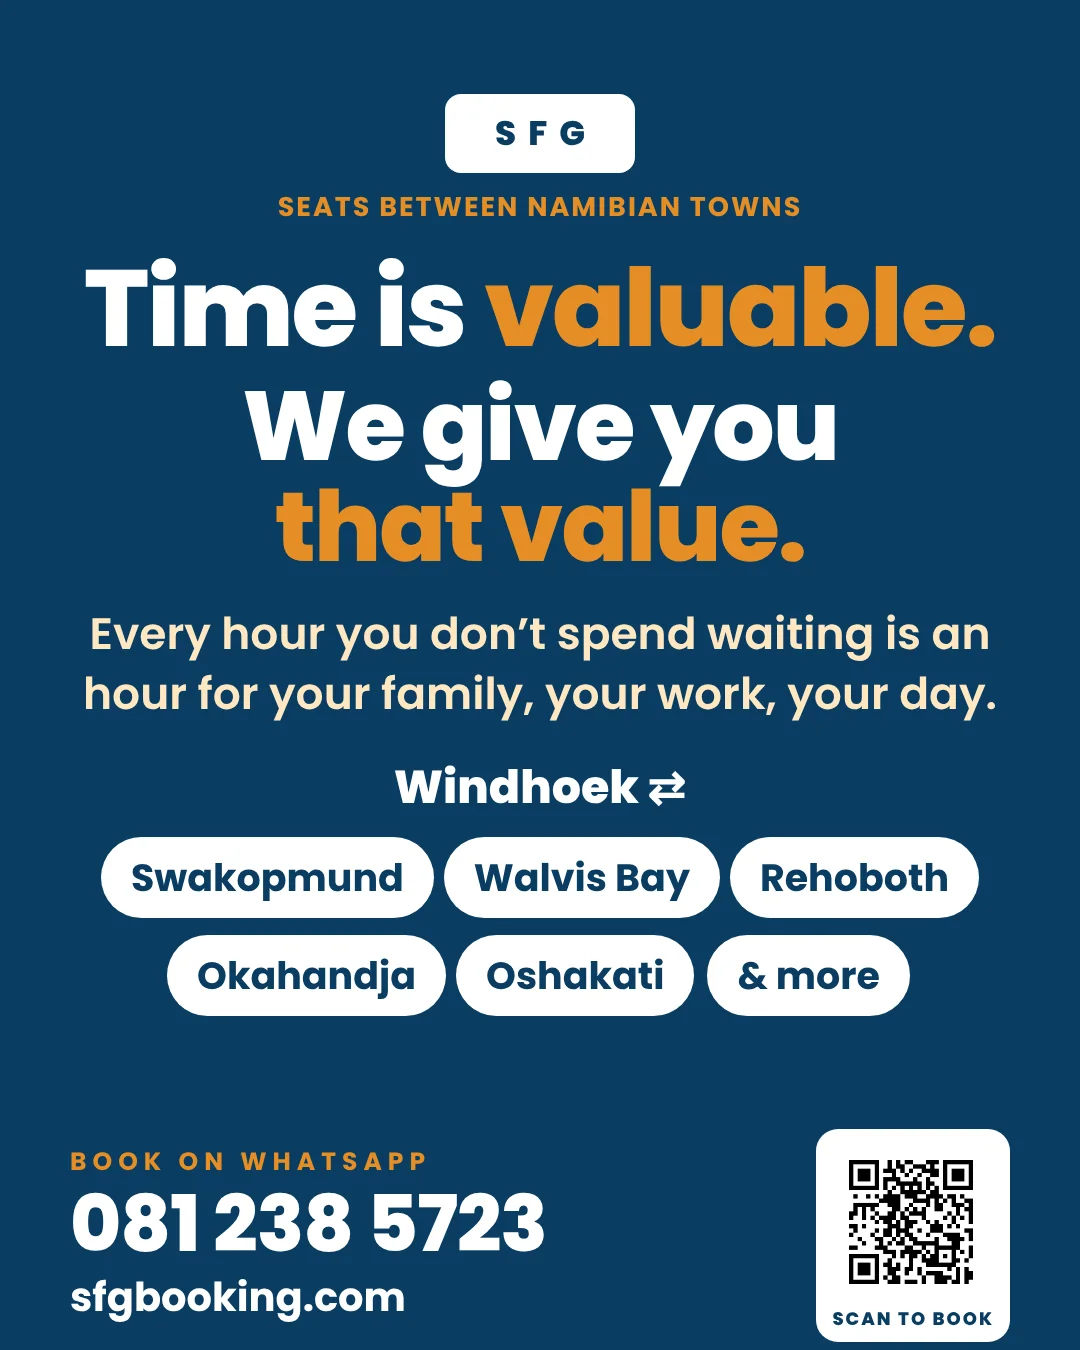 SFG
SEATS BETWEEN NAMIBIAN TOWNS
Time is valuable.
We give you
that value.
Every hour you don’t spend waiting is an
hour for your family, your work, your day.
Windhoek ⇄
Swakopmund Walvis Bay Rehoboth
Okahandja Oshakati & more
BOOK ON WHATSAPP
081 238 5723
sfgbooking.com
SCAN TO BOOK